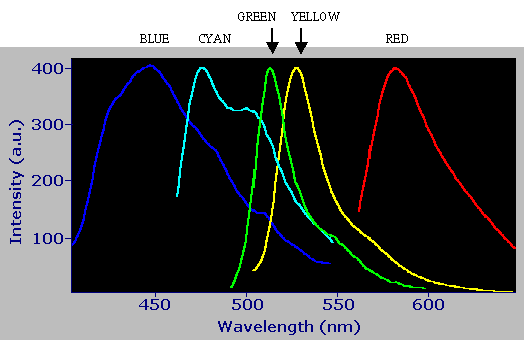 GREEN YELLOW
BLUE CYAN RED
400
300
200
100
Intensity (a.u.)
450 500 550 600
Wavelength (nm)